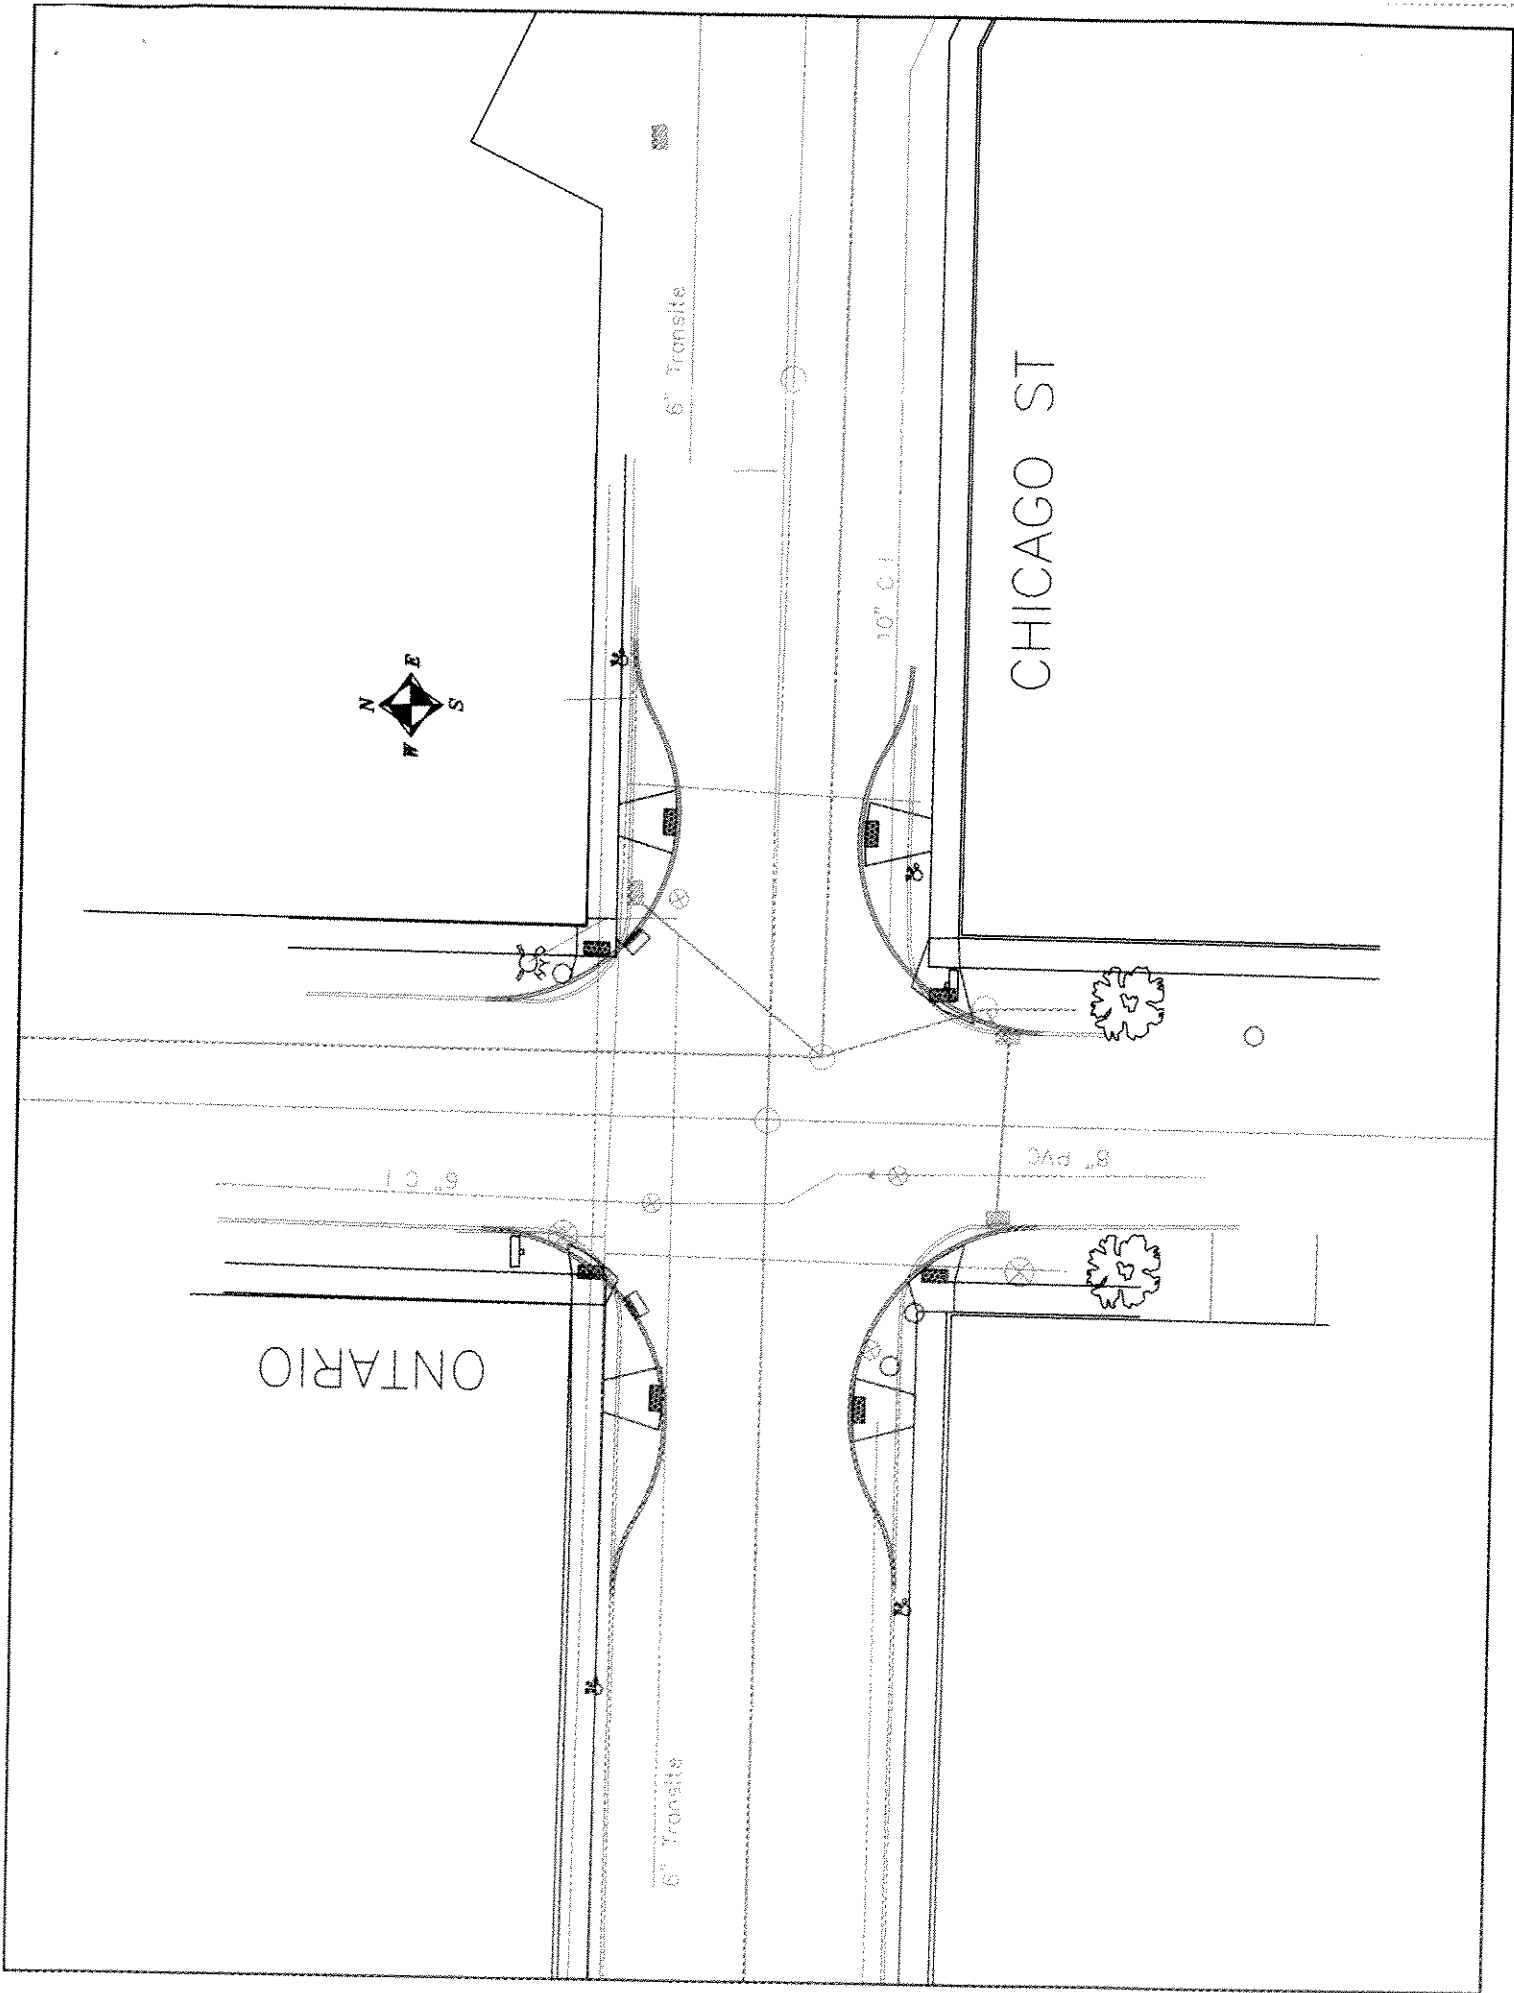 6" Transite
CHICAGO ST
10" C I
E
N
S
W
8" PVC
6" C I
ONTARIO
6" Transite